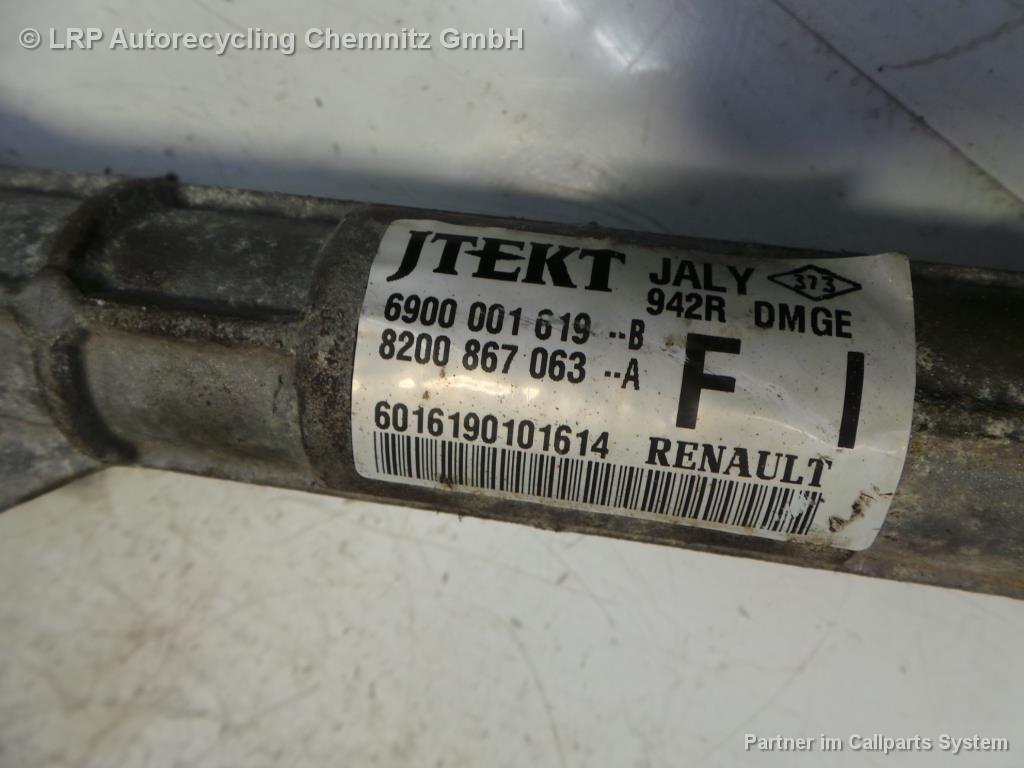 © LRP Autorecycling Chemnitz GmbH
JTEKT JALY 373
942R DMGE
6900 001 619 --B
8200 867 063 --A
F I
6016190101614 RENAULT
Partner im Callparts System